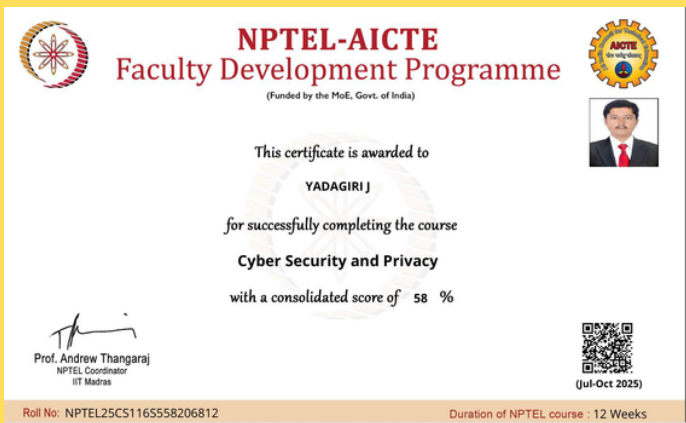 NPTEL-AICTE
Faculty Development Programme
(Funded by the MoE, Govt. of India)
AICTE
This certificate is awarded to
YADAGIRI J
for successfully completing the course
Cyber Security and Privacy
with a consolidated score of 58 %
Prof. Andrew Thangaraj
NPTEL Coordinator
IIT Madras
(Jul-Oct 2025)
Roll No: NPTEL25CS116S558206812
Duration of NPTEL course : 12 Weeks